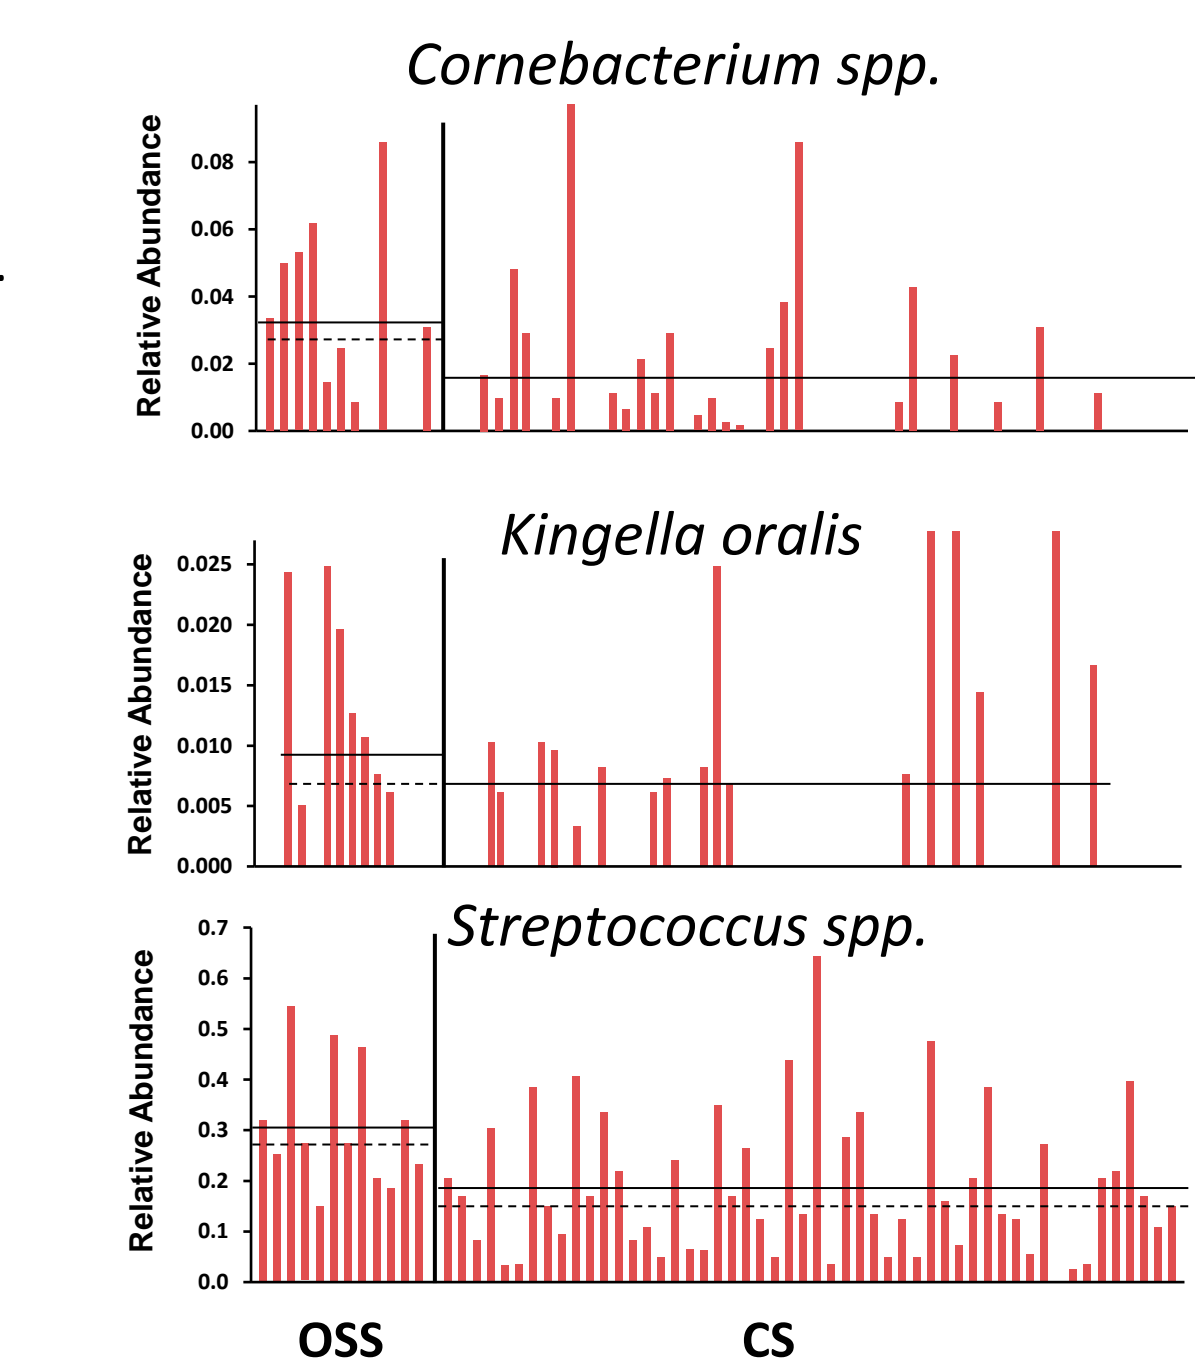 Cornebacterium spp.
Relative Abundance
0.08
0.06
0.04
0.02
0.00
.
Kingella oralis
Relative Abundance
0.025
0.020
0.015
0.010
0.005
0.000
Streptococcus spp.
Relative Abundance
0.7
0.6
0.5
0.4
0.3
0.2
0.1
0.0
OSS CS